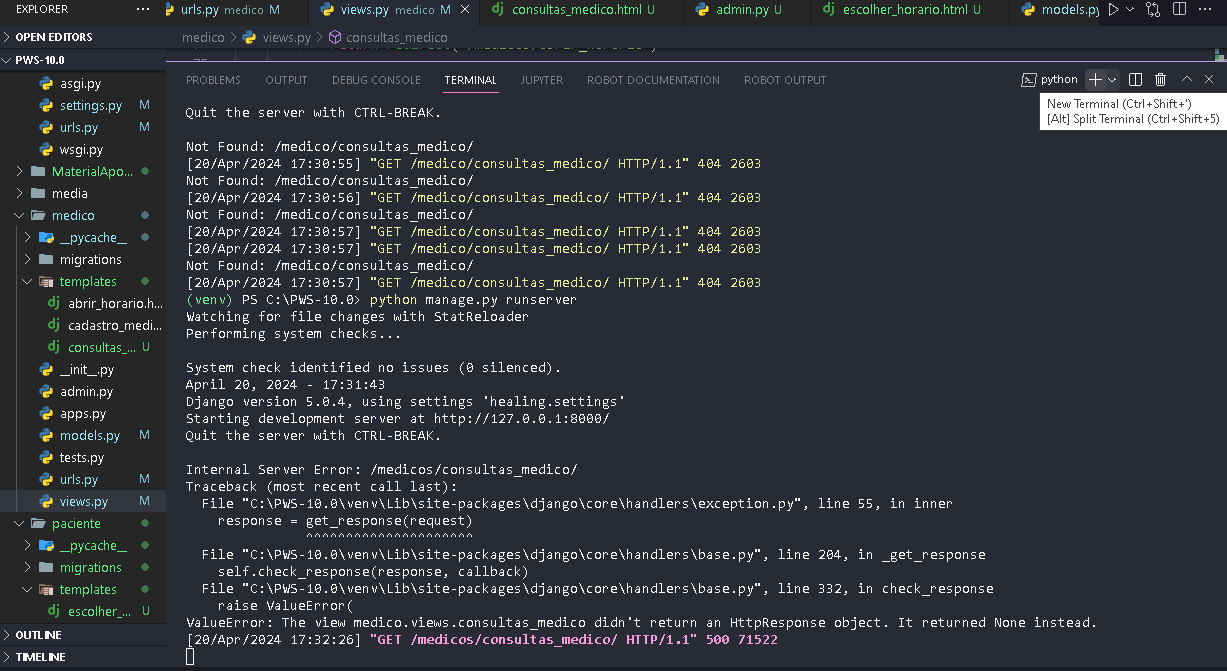 EXPLORER
···
urls.py medico M
views.py medico M
consultas_medico.html U
admin.py U
escolher_horario.html U
models.py
OPEN EDITORS
medico > views.py > consultas_medico
PWS-10.0
asgi.py
settings.py M
urls.py M
wsgi.py
MaterialApo...
media
medico
__pycache__
migrations
templates
abrir_horario.h...
cadastro_medi...
consultas_... U
__init__.py
admin.py
apps.py
models.py M
tests.py
urls.py M
views.py M
paciente
__pycache__
migrations
templates
escolher_... U
OUTLINE
TIMELINE
PROBLEMS OUTPUT DEBUG CONSOLE TERMINAL JUPYTER ROBOT DOCUMENTATION ROBOT OUTPUT
python
New Terminal (Ctrl+Shift+')
[Alt] Split Terminal (Ctrl+Shift+5)
Quit the server with CTRL-BREAK.
Not Found: /medico/consultas_medico/
[20/Apr/2024 17:30:55] "GET /medico/consultas_medico/ HTTP/1.1" 404 2603
Not Found: /medico/consultas_medico/
[20/Apr/2024 17:30:56] "GET /medico/consultas_medico/ HTTP/1.1" 404 2603
Not Found: /medico/consultas_medico/
[20/Apr/2024 17:30:57] "GET /medico/consultas_medico/ HTTP/1.1" 404 2603
[20/Apr/2024 17:30:57] "GET /medico/consultas_medico/ HTTP/1.1" 404 2603
Not Found: /medico/consultas_medico/
[20/Apr/2024 17:30:57] "GET /medico/consultas_medico/ HTTP/1.1" 404 2603
(venv) PS C:\PWS-10.0> python manage.py runserver
Watching for file changes with StatReloader
Performing system checks...
System check identified no issues (0 silenced).
April 20, 2024 - 17:31:43
Django version 5.0.4, using settings 'healing.settings'
Starting development server at http://127.0.0.1:8000/
Quit the server with CTRL-BREAK.
Internal Server Error: /medicos/consultas_medico/
Traceback (most recent call last):
File "C:\PWS-10.0\venv\Lib\site-packages\django\core\handlers\exception.py", line 55, in inner
response = get_response(request)
^^^^^^^^^^^^^^^^^^^^^
File "C:\PWS-10.0\venv\Lib\site-packages\django\core\handlers\base.py", line 204, in _get_response
self.check_response(response, callback)
File "C:\PWS-10.0\venv\Lib\site-packages\django\core\handlers\base.py", line 332, in check_response
raise ValueError(
ValueError: The view medico.views.consultas_medico didn't return an HttpResponse object. It returned None instead.
[20/Apr/2024 17:32:26] "GET /medicos/consultas_medico/ HTTP/1.1" 500 71522